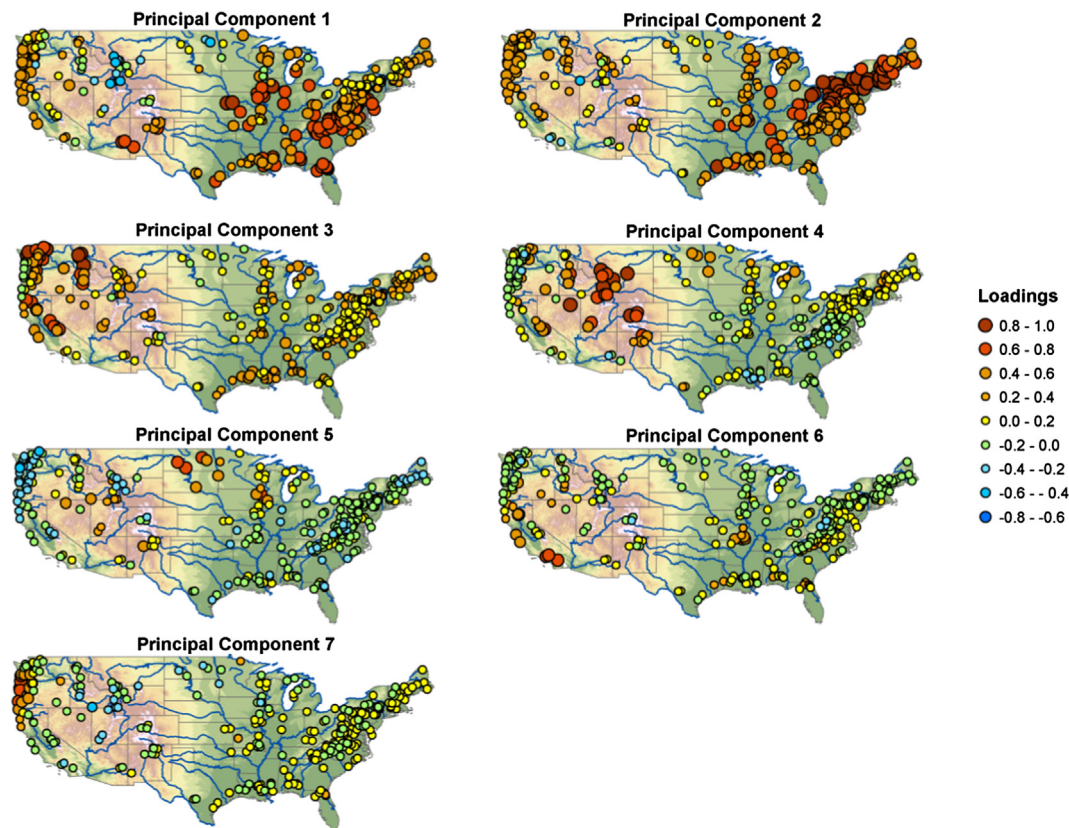 Principal Component 1
Principal Component 2
Principal Component 3
Principal Component 4
Principal Component 5
Principal Component 6
Principal Component 7
Loadings
0.8 - 1.0
0.6 - 0.8
0.4 - 0.6
0.2 - 0.4
0.0 - 0.2
-0.2 - 0.0
-0.4 - -0.2
-0.6 - - 0.4
-0.8 - -0.6